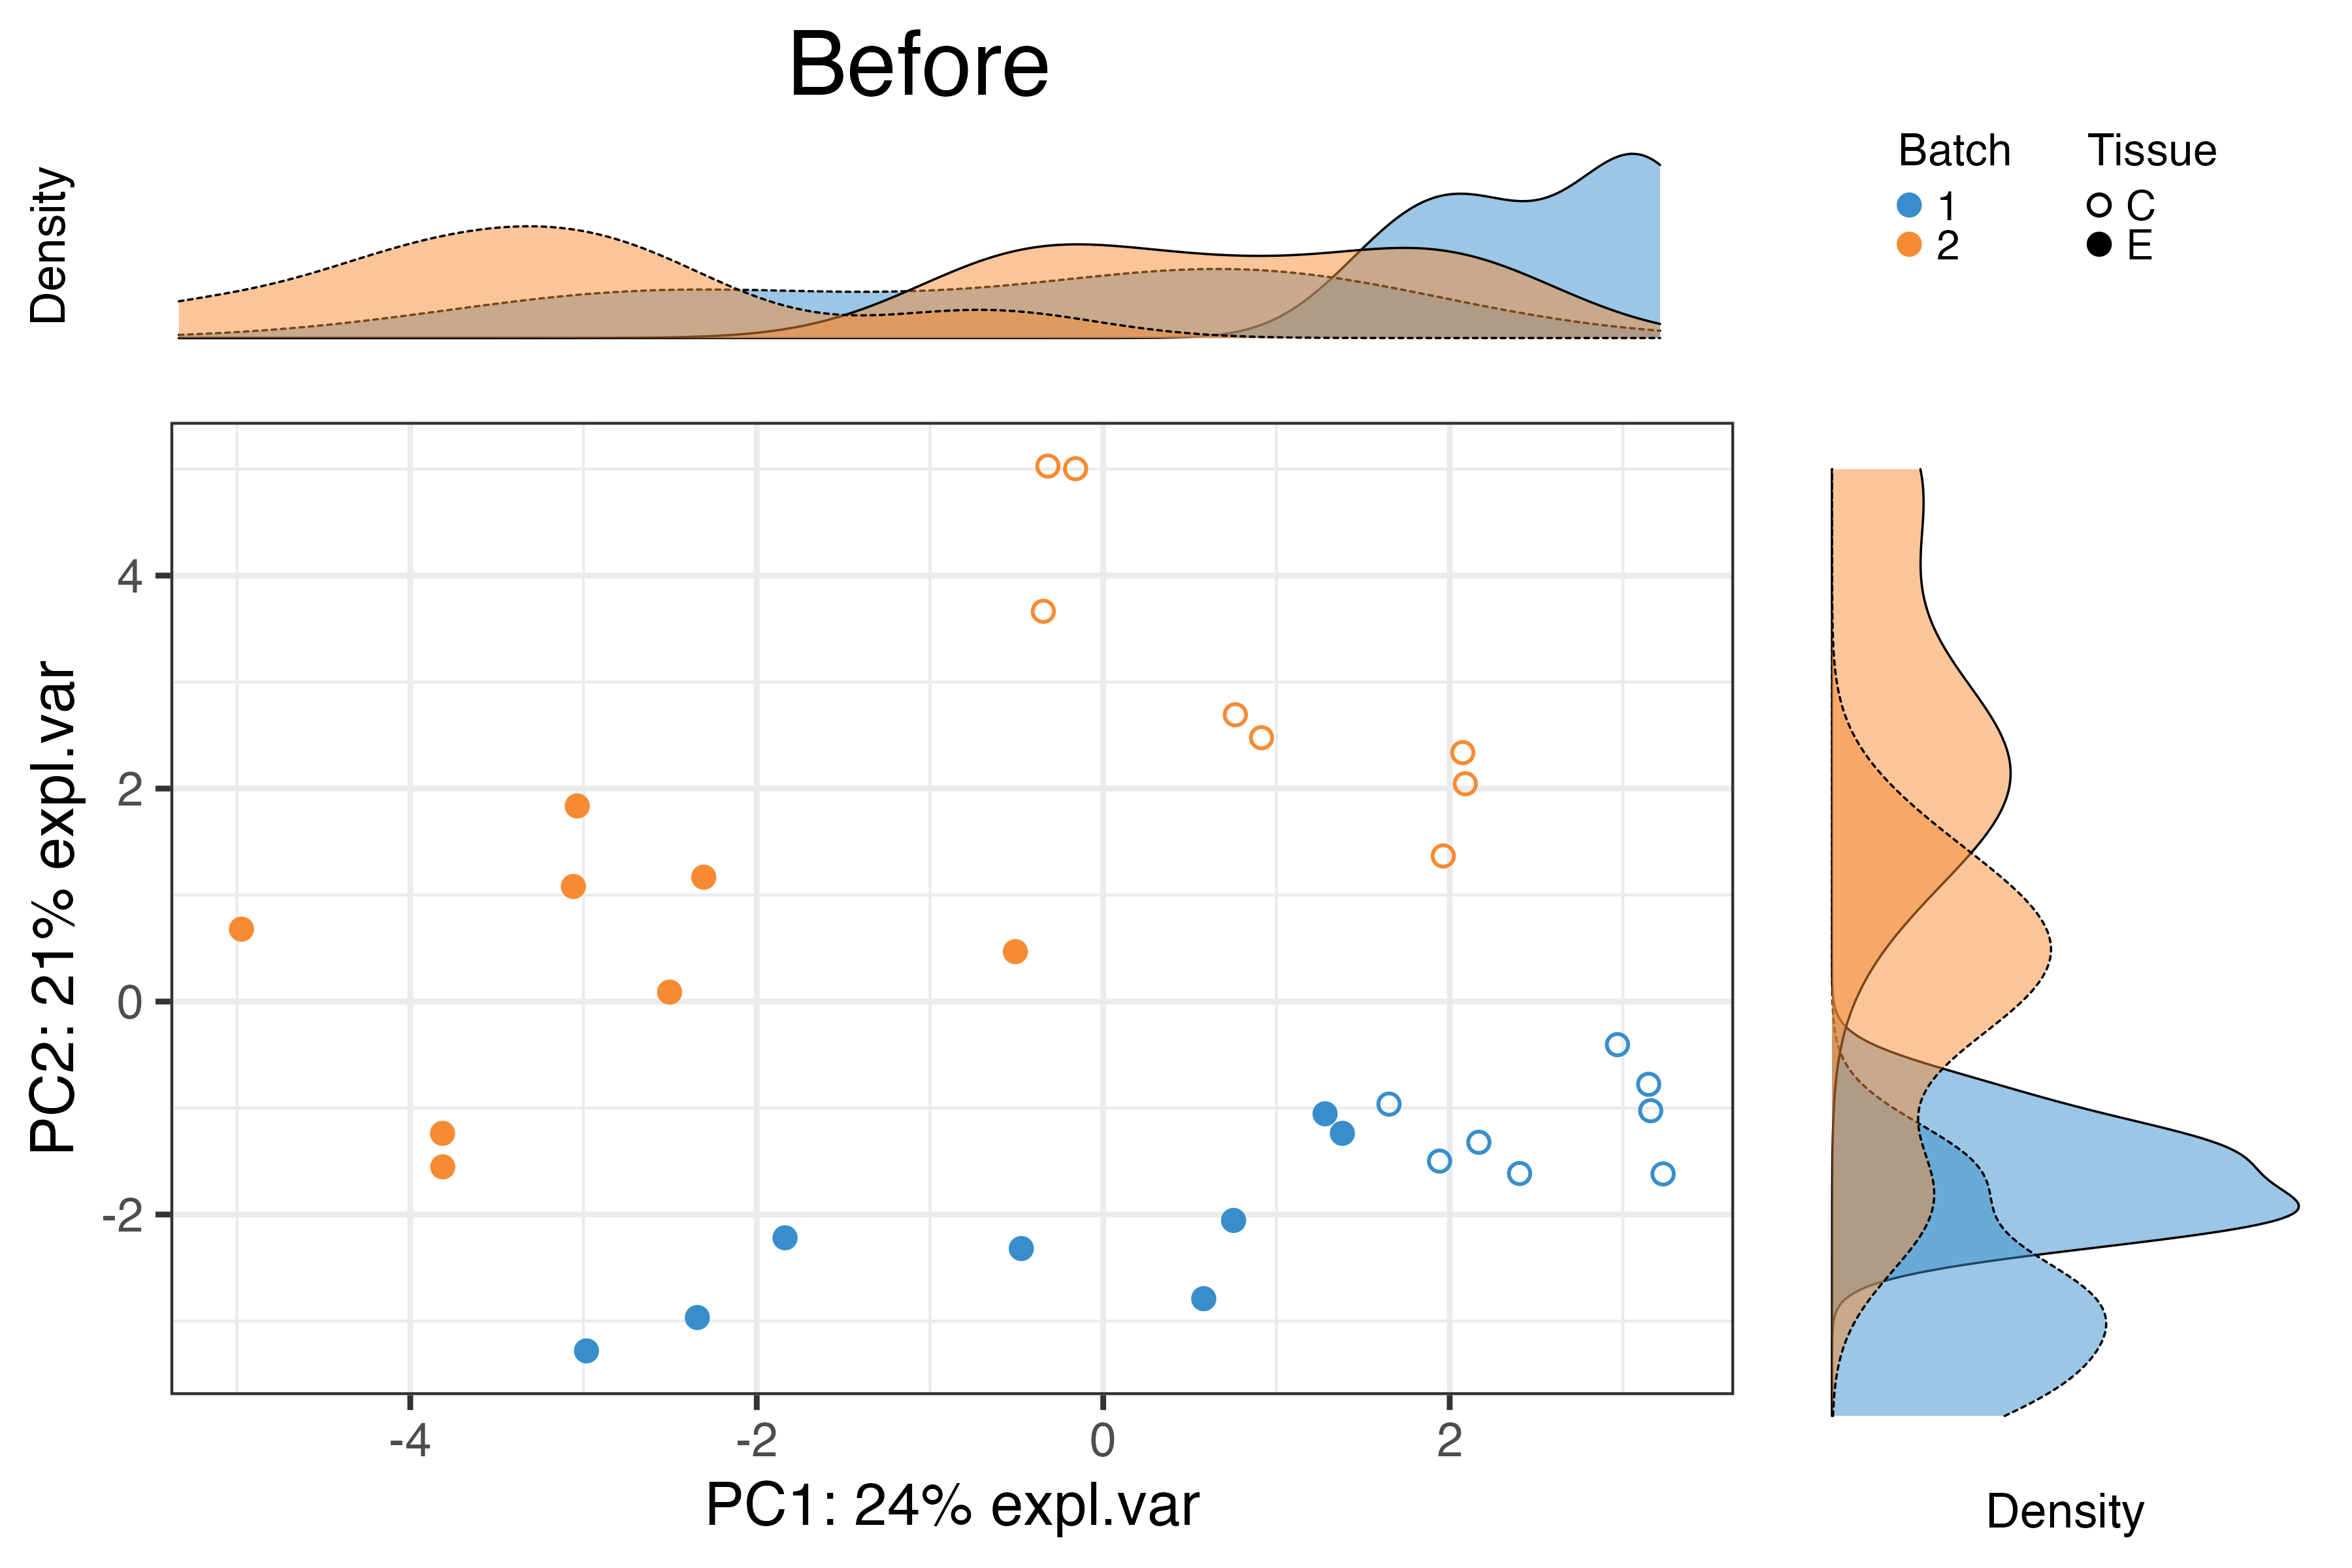 Before
Density
Batch Tissue
1 C
2 E
PC2: 21% expl.var
4
2
0
-2
-4 -2 0 2
PC1: 24% expl.var
Density